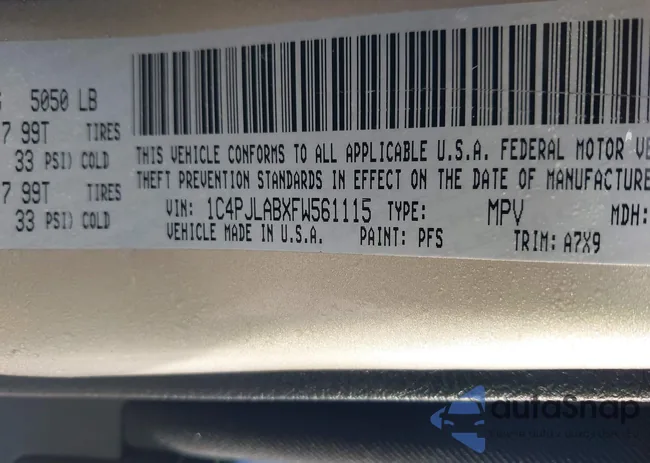 5050 LB
7 99T TIRES
33 PSI) COLD
7 99T TIRES
33 PSI) COLD
THIS VEHICLE CONFORMS TO ALL APPLICABLE U.S.A. FEDERAL MOTOR VE
THEFT PREVENTION STANDARDS IN EFFECT ON THE DATE OF MANUFACTURE
VIN: 1C4PJLABXFW561115 TYPE: MPV MDH:
VEHICLE MADE IN U.S.A. PAINT: PFS TRIM: A7X9
autoSnap